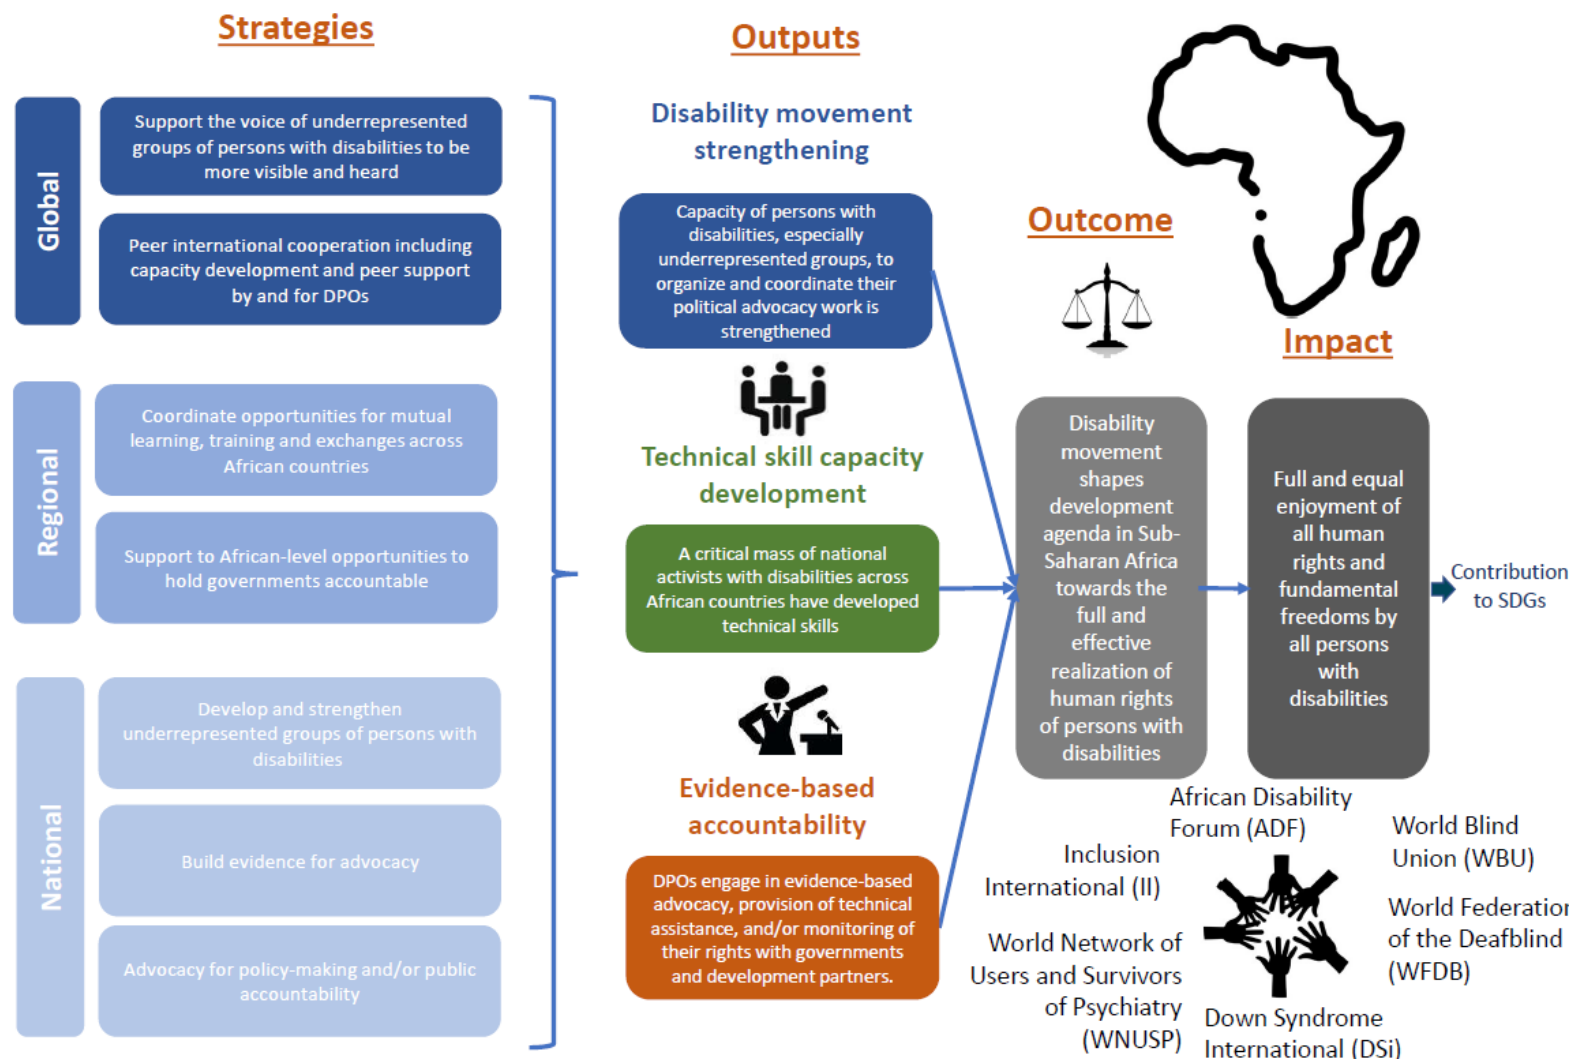 Strategies
Global
Support the voice of underrepresented
groups of persons with disabilities to be
more visible and heard
Peer international cooperation including
capacity development and peer support
by and for DPOs
Regional
Coordinate opportunities for mutual
learning, training and exchanges across
African countries
Support to African-level opportunities to
hold governments accountable
National
Develop and strengthen
underrepresented groups of persons with
disabilities
Build evidence for advocacy
Advocacy for policy-making and/or public
accountability
Outputs
Disability movement
strengthening
Capacity of persons with
disabilities, especially
underrepresented groups, to
organize and coordinate their
political advocacy work is
strengthened
Technical skill capacity
development
A critical mass of national
activists with disabilities across
African countries have developed
technical skills
Evidence-based
accountability
DPOs engage in evidence-based
advocacy, provision of technical
assistance, and/or monitoring of
their rights with governments
and development partners.
Outcome
Disability
movement
shapes
development
agenda in Sub-
Saharan Africa
towards the
full and
effective
realization of
human rights
of persons with
disabilities
Impact
Full and equal
enjoyment of
all human
rights and
fundamental
freedoms by
all persons
with
disabilities
Contribution
to SDGs
African Disability
Forum (ADF)
World Blind
Union (WBU)
Inclusion
International (II)
World Federation
of the Deafblind
(WFDB)
World Network of
Users and Survivors
of Psychiatry
(WNUSP)
Down Syndrome
International (DSi)